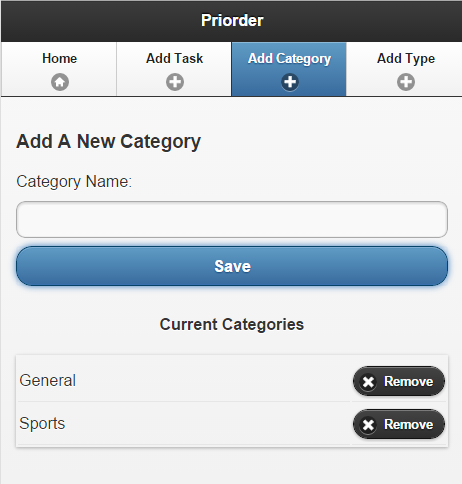 Priorder
Home Add Task Add Category Add Type
Add A New Category
Category Name:
Save
Current Categories
General Remove
Sports Remove